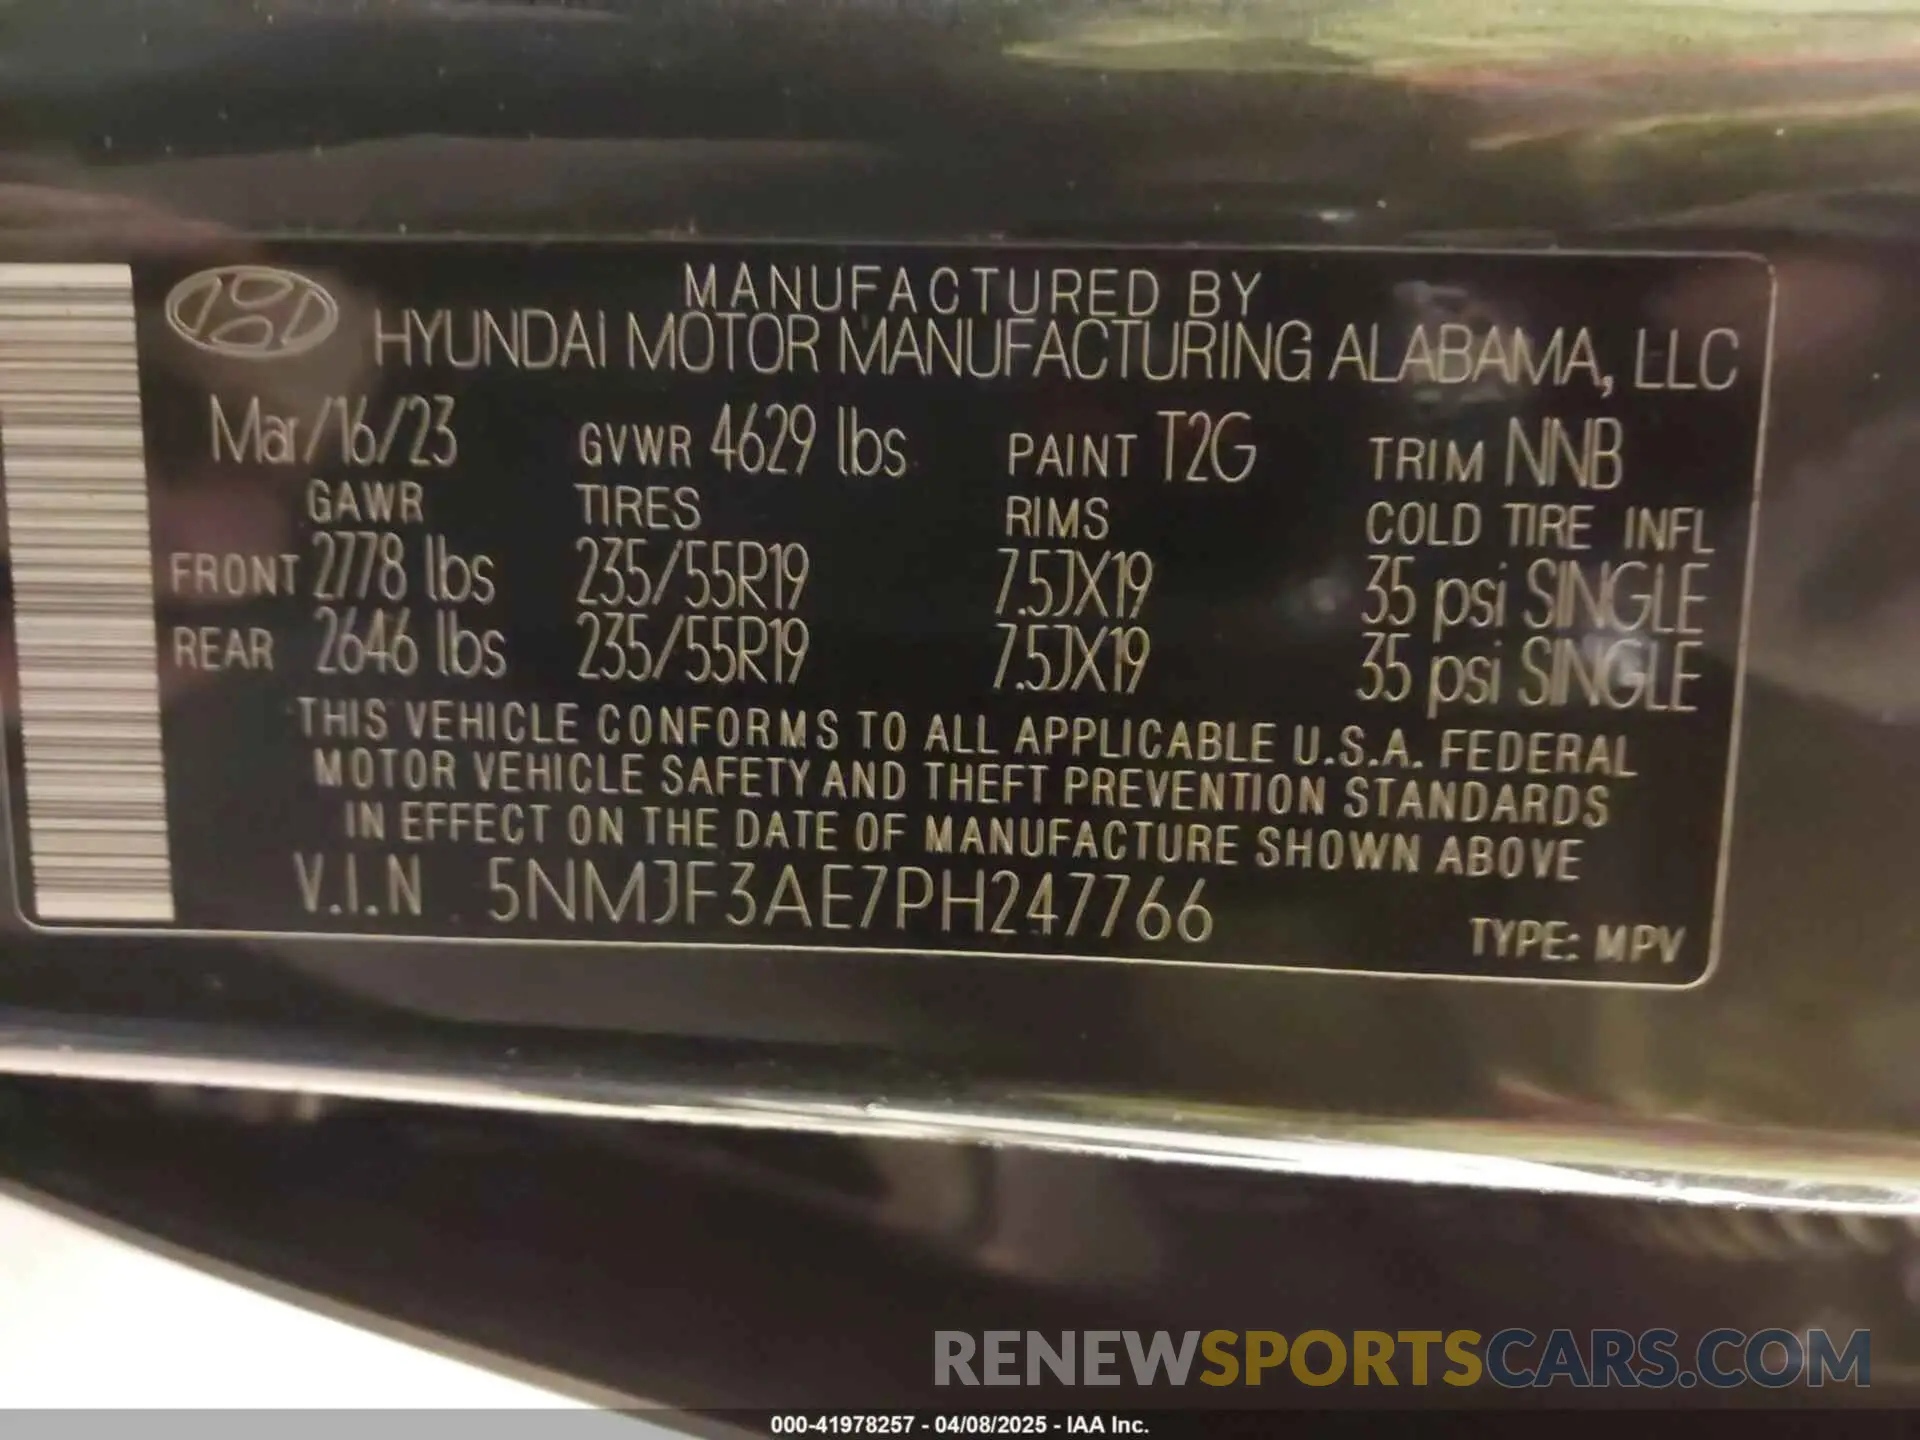 MANUFACTURED BY
HYUNDAI MOTOR MANUFACTURING ALABAMA, LLC
Mar/16/23 GVWR 4629 lbs PAINT T2G TRIM NNB
GAWR TIRES RIMS COLD TIRE INFL
FRONT 2778 lbs 235/55R19 7.5JX19 35 psi SINGLE
REAR 2646 lbs 235/55R19 7.5JX19 35 psi SINGLE
THIS VEHICLE CONFORMS TO ALL APPLICABLE U.S.A. FEDERAL
MOTOR VEHICLE SAFETY AND THEFT PREVENTION STANDARDS
IN EFFECT ON THE DATE OF MANUFACTURE SHOWN ABOVE
V.I.N 5NMJF3AE7PH247766 TYPE: MPV
RENEWSPORTSCARS.COM
000-41978257 - 04/08/2025 - IAA Inc.